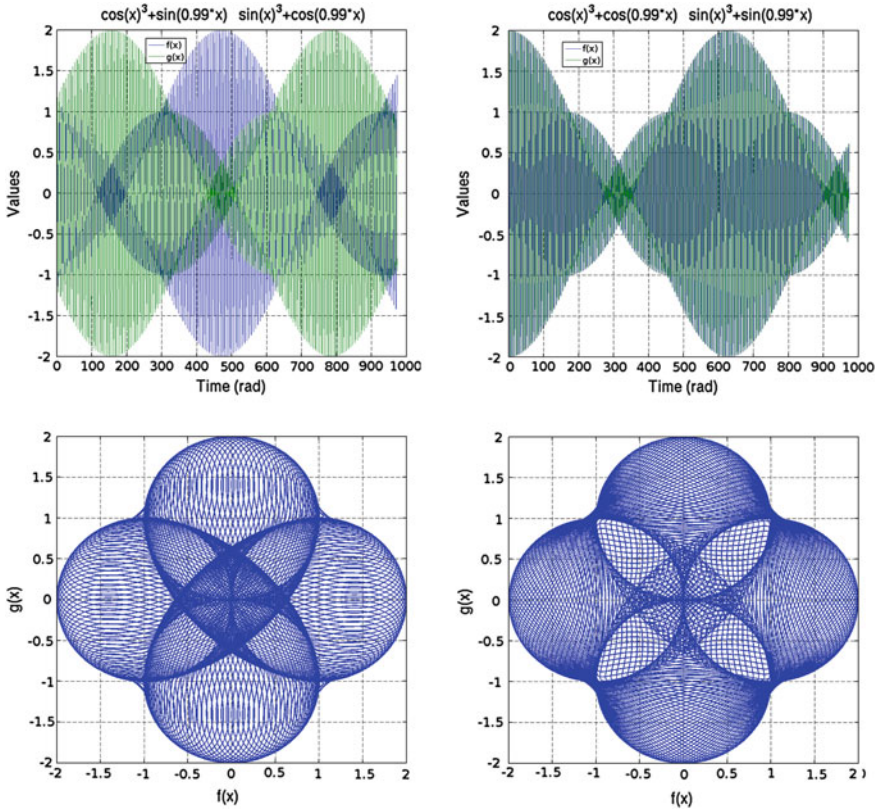 cos(x)³+sin(0.99*x) sin(x)³+cos(0.99*x)
f(x)
g(x)
2
1.5
1
0.5
0
-0.5
-1
-1.5
-2
Values
0 100 200 300 400 500 600 700 800 900 1000
Time (rad)
cos(x)³+cos(0.99*x) sin(x)³+sin(0.99*x)
f(x)
g(x)
2
1.5
1
0.5
0
-0.5
-1
-1.5
-2
Values
0 100 200 300 400 500 600 700 800 900 1000
Time (rad)
2
1.5
1
0.5
0
-0.5
-1
-1.5
-2
g(x)
-2 -1.5 -1 -0.5 0 0.5 1 1.5 2
f(x)
2
1.5
1
0.5
0
-0.5
-1
-1.5
-2
g(x)
-2 -1.5 -1 -0.5 0 0.5 1 1.5 2
f(x)